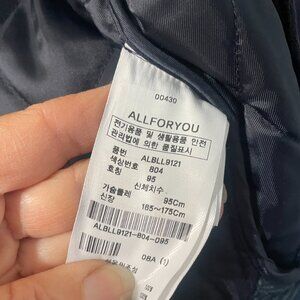 00430
ALLFORYOU
전기용품 및 생활용품 안전
관리법에 의한 품질표시
품번 ALBLL9121
색상번호 804
호칭 95
신체치수
가슴둘레 95Cm
신장 165~175Cm
ALBLL9121-804-095
08A